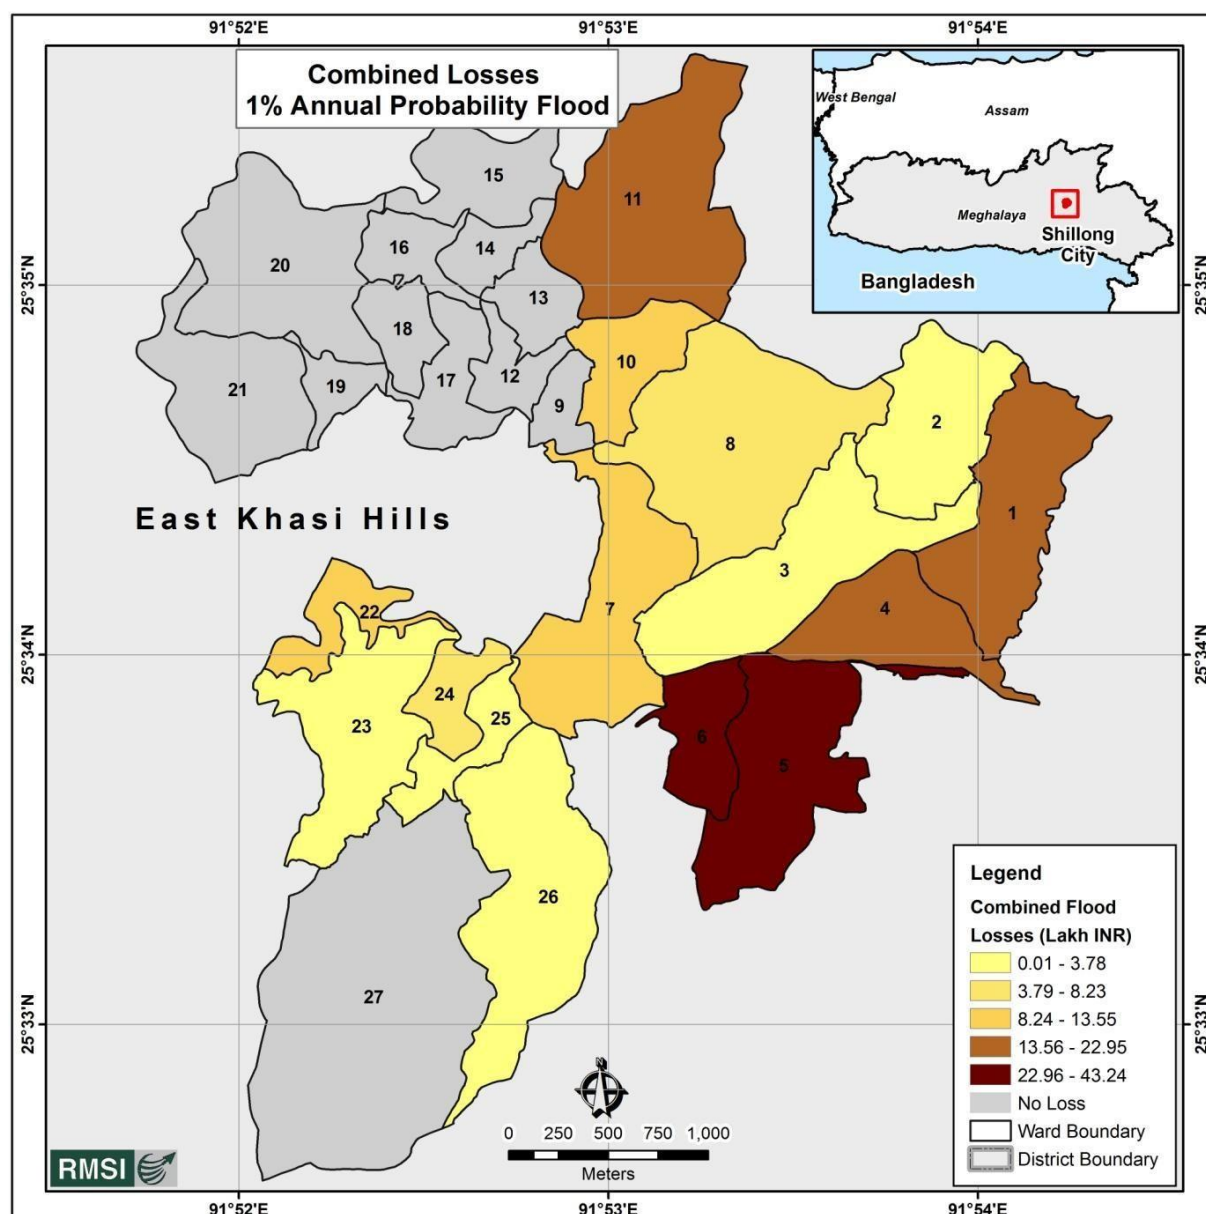 91°52'E 91°53'E 91°54'E
Combined Losses
1% Annual Probability Flood
West Bengal
Assam
Meghalaya
Shillong
City
Bangladesh
25°35'N 25°35'N
15
11
16
14
20
13
18
10
12
17
19
21
9
2
8
East Khasi Hills
1
3
22
7
4
25°34'N 25°34'N
24
25
23
6
5
26
27
25°33'N 25°33'N
Legend
Combined Flood
Losses (Lakh INR)
0.01 - 3.78
3.79 - 8.23
8.24 - 13.55
13.56 - 22.95
22.96 - 43.24
No Loss
Ward Boundary
District Boundary
N
0 250 500 750 1,000
Meters
RMSI
91°52'E 91°53'E 91°54'E